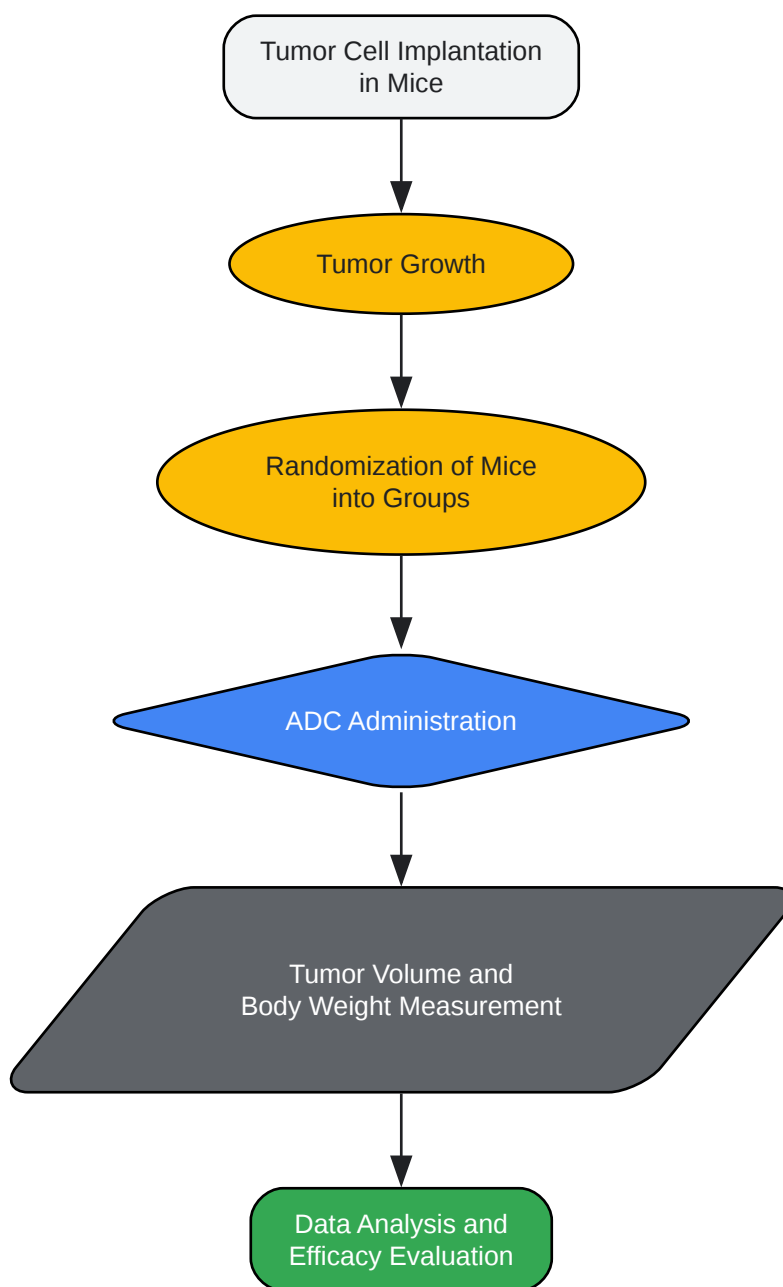 Tumor Cell Implantation
in Mice
Tumor Growth
Randomization of Mice
into Groups
ADC Administration
Tumor Volume and
Body Weight Measurement
Data Analysis and
Efficacy Evaluation